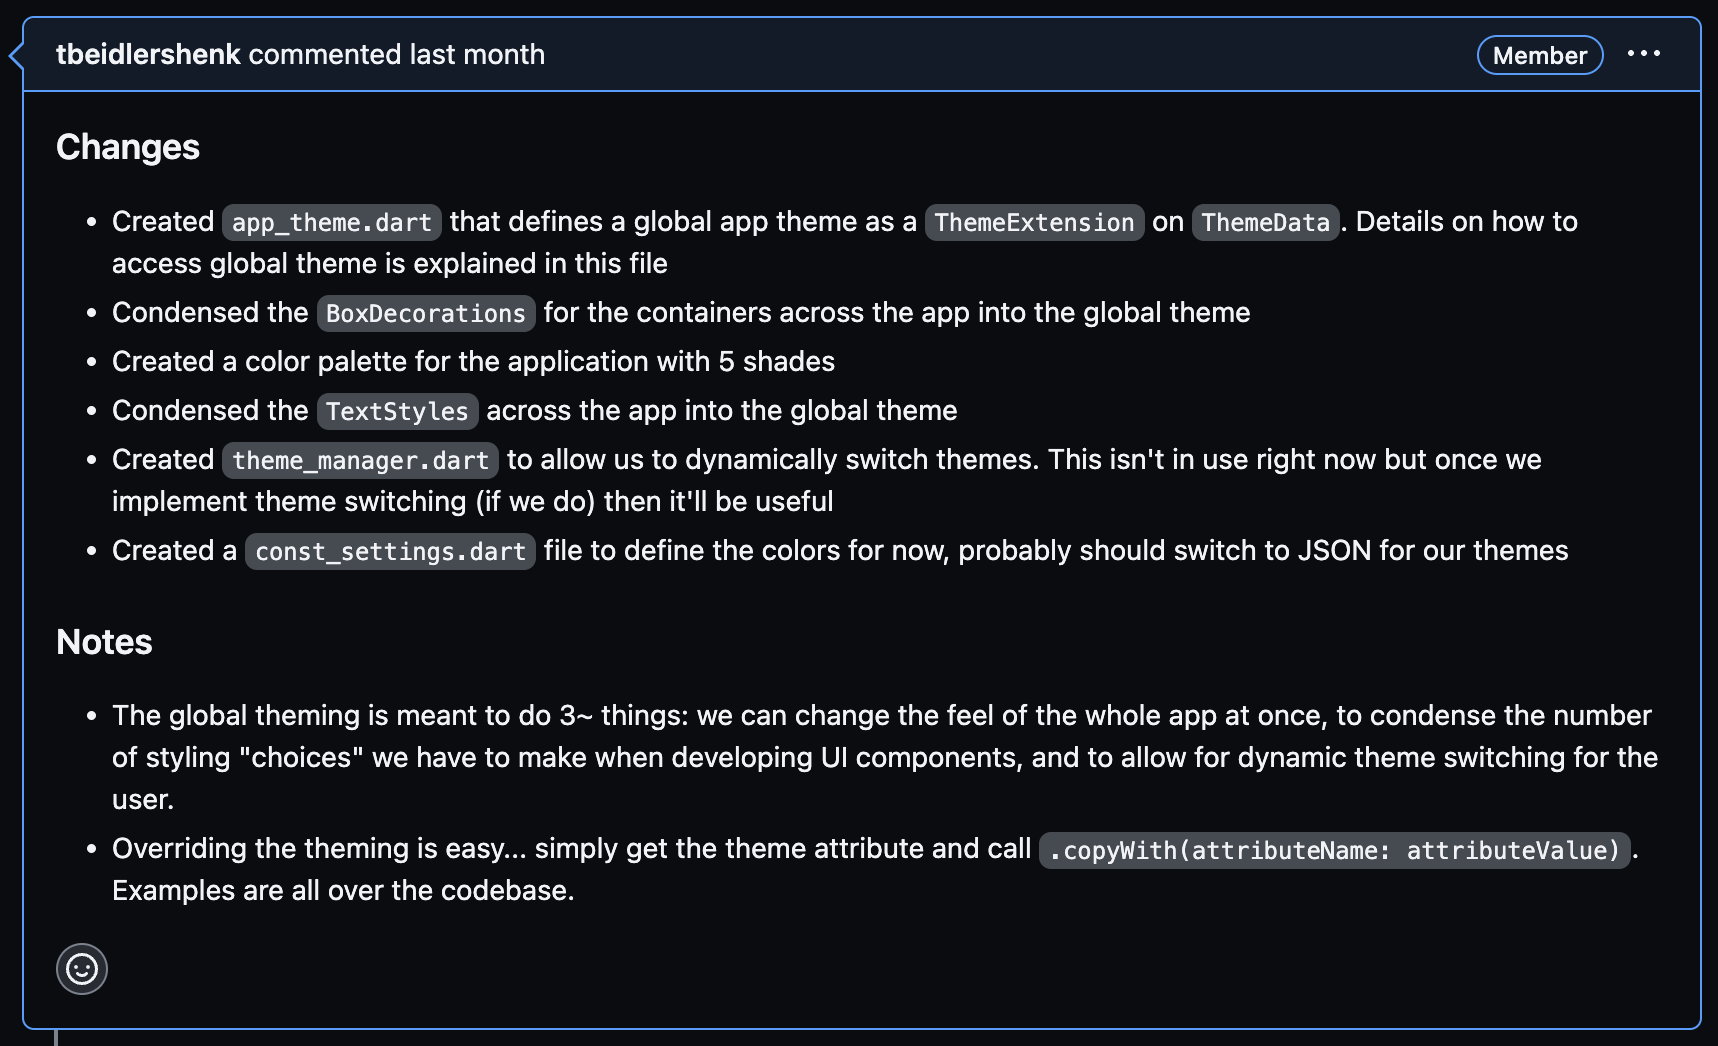 tbeidlershenk commented last month
Member
Changes
• Created app_theme.dart that defines a global app theme as a ThemeExtension on ThemeData. Details on how to
access global theme is explained in this file
• Condensed the BoxDecorations for the containers across the app into the global theme
• Created a color palette for the application with 5 shades
• Condensed the TextStyles across the app into the global theme
• Created theme_manager.dart to allow us to dynamically switch themes. This isn't in use right now but once we
implement theme switching (if we do) then it'll be useful
• Created a const_settings.dart file to define the colors for now, probably should switch to JSON for our themes
Notes
• The global theming is meant to do 3~ things: we can change the feel of the whole app at once, to condense the number
of styling "choices" we have to make when developing UI components, and to allow for dynamic theme switching for the
user.
• Overriding the theming is easy... simply get the theme attribute and call .copyWith(attributeName: attributeValue).
Examples are all over the codebase.